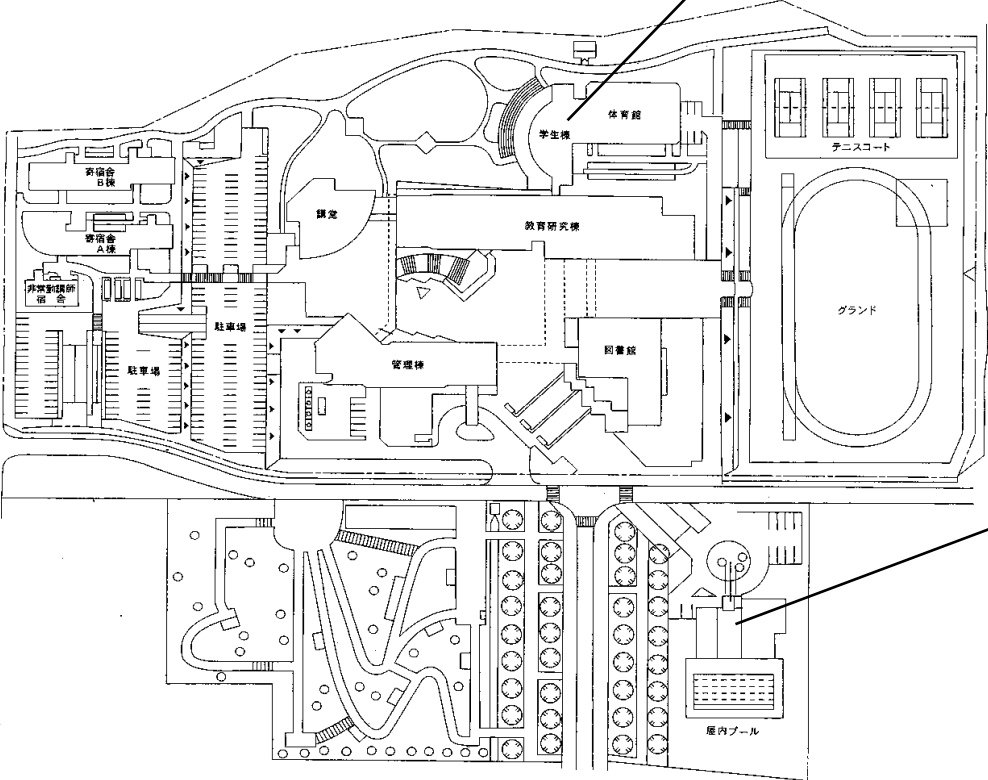 体育館
学生棟
テニスコート
寄宿舎
B棟
講堂
教育研究棟
寄宿舎
A棟
非常勤講師
宿舎
グランド
駐車場
図書館
管理棟
駐車場
屋内プール